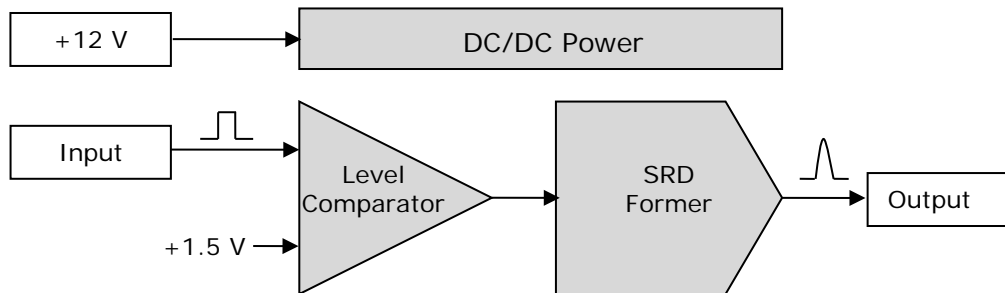 +12 V
DC/DC Power
Input
Level
Comparator
+1.5 V
SRD
Former
Output